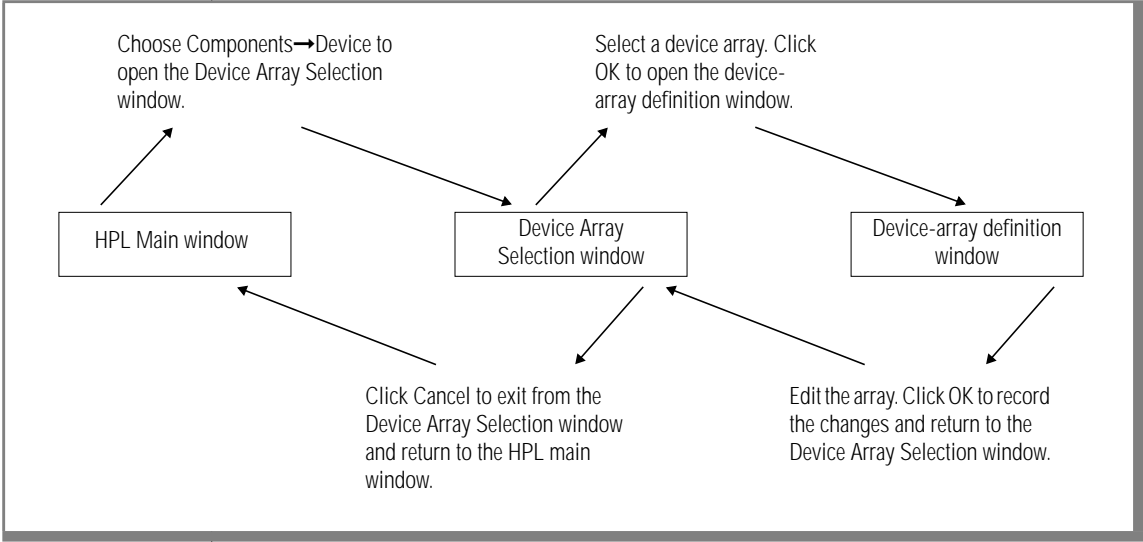 Choose Components→Device to
open the Device Array Selection
window.
Select a device array. Click
OK to open the device-
array definition window.
HPL Main window
Device Array
Selection window
Device-array definition
window
Click Cancel to exit from the
Device Array Selection window
and return to the HPL main
window.
Edit the array. Click OK to record
the changes and return to the
Device Array Selection window.